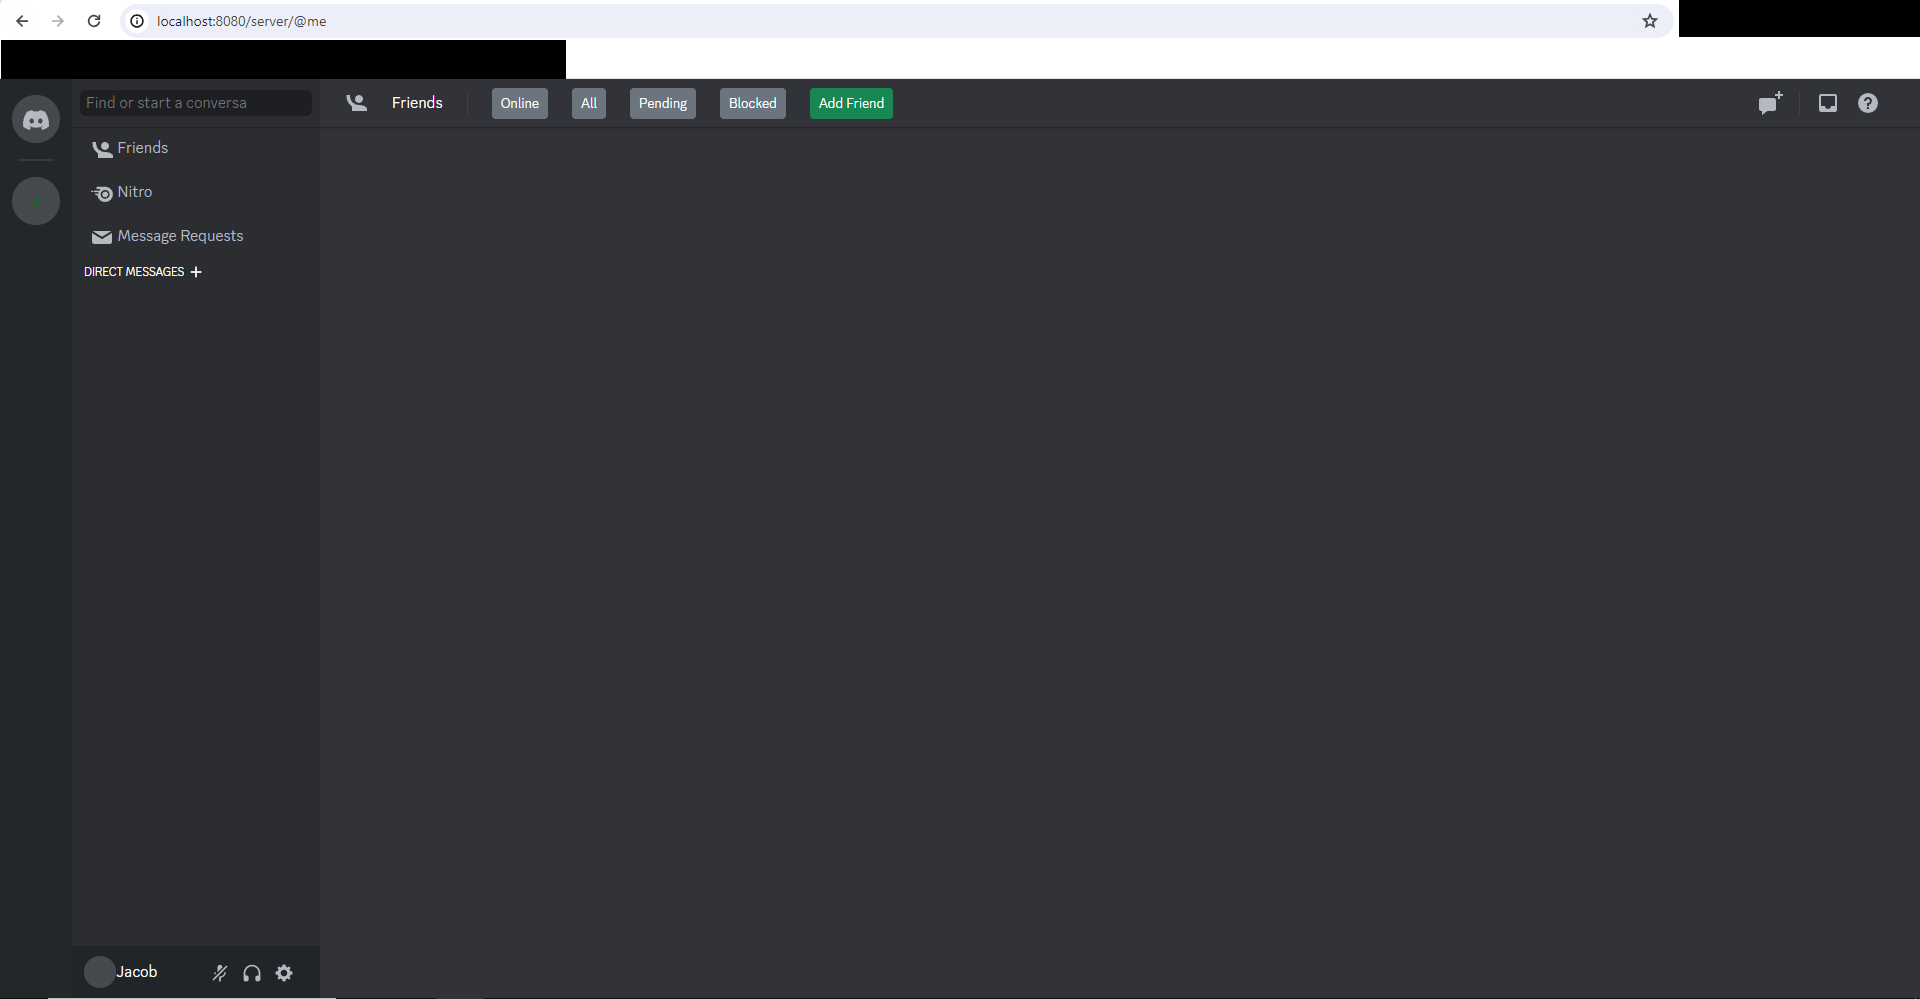 localhost:8080/server/@me
Find or start a conversa
Friends
Online
All
Pending
Blocked
Add Friend
Friends
Nitro
Message Requests
DIRECT MESSAGES
Jacob